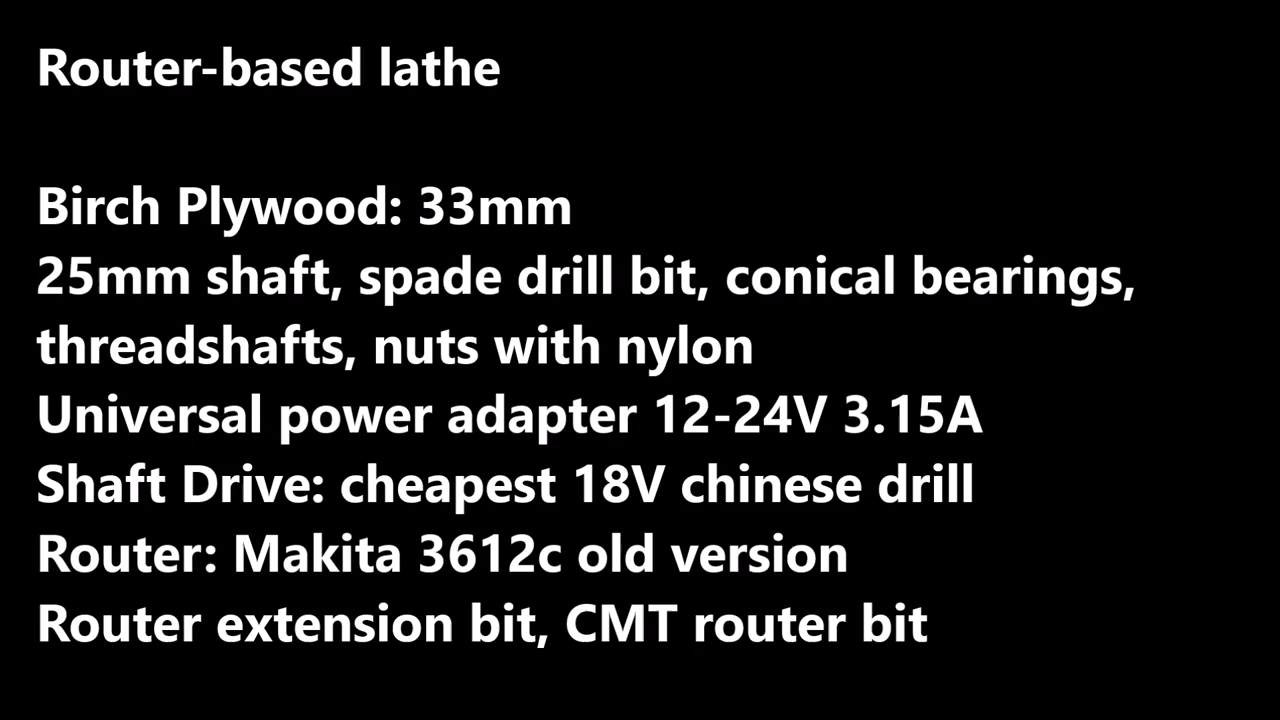 Router-based lathe
Birch Plywood: 33mm
25mm shaft, spade drill bit, conical bearings,
threadshafts, nuts with nylon
Universal power adapter 12-24V 3.15A
Shaft Drive: cheapest 18V chinese drill
Router: Makita 3612c old version
Router extension bit, CMT router bit